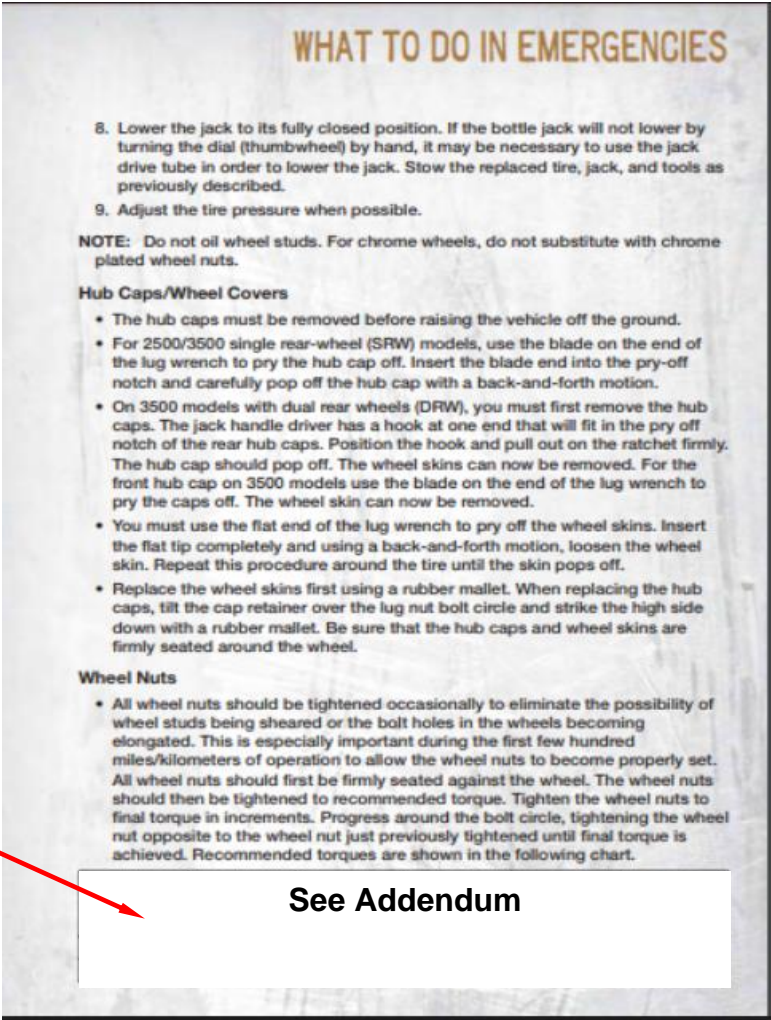 WHAT TO DO IN EMERGENCIES
8. Lower the jack to its fully closed position. If the bottle jack will not lower by
turning the dial (thumbwheel) by hand, it may be necessary to use the jack
drive tube in order to lower the jack. Stow the replaced tire, jack, and tools as
previously described.
9. Adjust the tire pressure when possible.
NOTE: Do not oil wheel studs. For chrome wheels, do not substitute with chrome
plated wheel nuts.
Hub Caps/Wheel Covers
• The hub caps must be removed before raising the vehicle off the ground.
• For 2500/3500 single rear-wheel (SRW) models, use the blade on the end of
the lug wrench to pry the hub cap off. Insert the blade end into the pry-off
notch and carefully pop off the hub cap with a back-and-forth motion.
• On 3500 models with dual rear wheels (DRW), you must first remove the hub
caps. The jack handle driver has a hook at one end that will fit in the pry off
notch of the rear hub caps. Position the hook and pull out on the ratchet firmly.
The hub cap should pop off. The wheel skins can now be removed. For the
front hub cap on 3500 models use the blade on the end of the lug wrench to
pry the caps off. The wheel skin can now be removed.
• You must use the flat end of the lug wrench to pry off the wheel skins. Insert
the flat tip completely and using a back-and-forth motion, loosen the wheel
skin. Repeat this procedure around the tire until the skin pops off.
• Replace the wheel skins first using a rubber mallet. When replacing the hub
caps, tilt the cap retainer over the lug nut bolt circle and strike the high side
down with a rubber mallet. Be sure that the hub caps and wheel skins are
firmly seated around the wheel.
Wheel Nuts
• All wheel nuts should be tightened occasionally to eliminate the possibility of
wheel studs being sheared or the bolt holes in the wheels becoming
elongated. This is especially important during the first few hundred
miles/kilometers of operation to allow the wheel nuts to become properly set.
All wheel nuts should first be firmly seated against the wheel. The wheel nuts
should then be tightened to recommended torque. Tighten the wheel nuts to
final torque in increments. Progress around the bolt circle, tightening the wheel
nut opposite to the wheel nut just previously tightened until final torque is
achieved. Recommended torques are shown in the following chart.
See Addendum